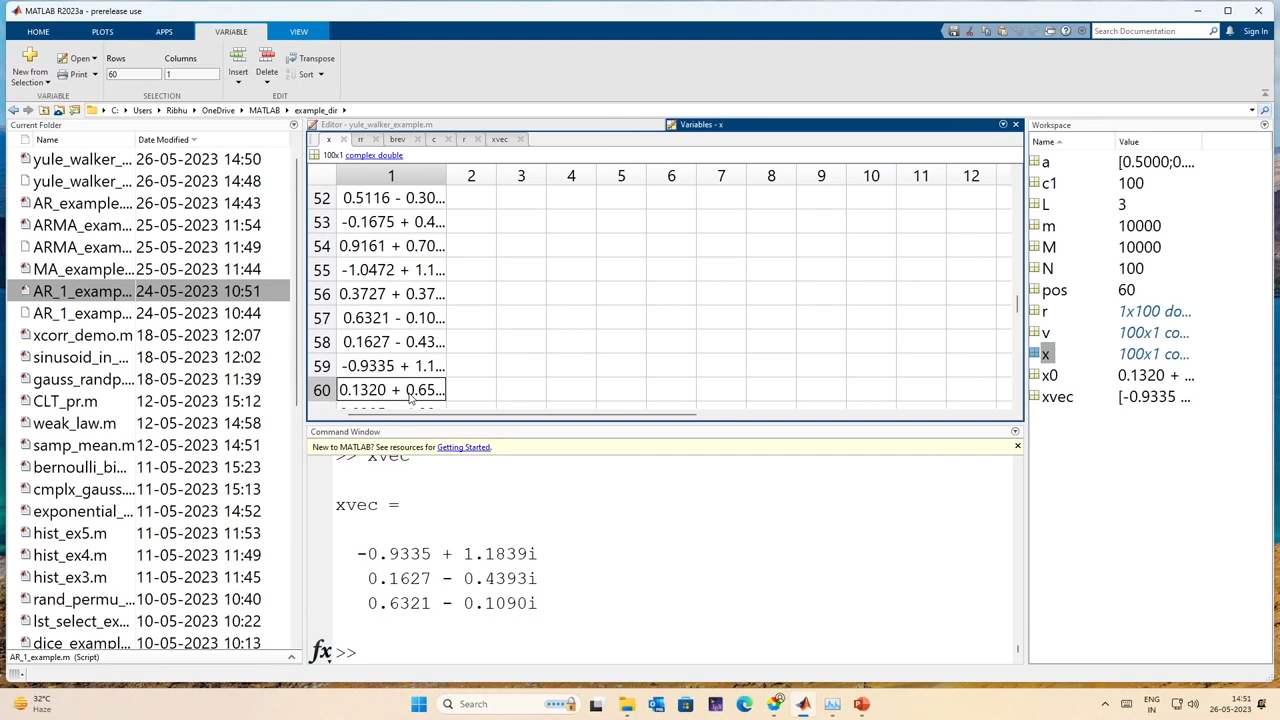 MATLAB R2023a - prerelease use
HOME PLOTS APPS VARIABLE VIEW
Search Documentation
Sign In
New from Selection
Open
Print
Rows Columns
60 1
Insert Delete
Transpose
Sort
VARIABLE SELECTION EDIT
C: Users Ribhu OneDrive MATLAB example_dir
Current Folder
Name Date Modified
yule_walker_... 26-05-2023 14:50
yule_walker_... 26-05-2023 14:48
AR_example... 26-05-2023 14:43
ARMA_exam... 25-05-2023 11:54
ARMA_exam... 25-05-2023 11:49
MA_example... 25-05-2023 11:44
AR_1_examp... 24-05-2023 10:51
AR_1_examp... 24-05-2023 10:44
xcorr_demo.m 18-05-2023 12:07
sinusoid_in_... 18-05-2023 12:02
gauss_randp... 18-05-2023 11:39
CLT_pr.m 15-05-2023 13:12
weak_law.m 12-05-2023 14:58
samp_mean.m 12-05-2023 14:51
bernoulli_bi... 11-05-2023 15:23
cmplx_gauss.... 11-05-2023 15:13
exponential_... 11-05-2023 14:52
hist_ex5.m 11-05-2023 11:53
hist_ex4.m 11-05-2023 11:49
hist_ex3.m 11-05-2023 11:45
rand_permu_... 10-05-2023 10:40
lst_select_ex... 10-05-2023 10:22
dice_example... 10-05-2023 10:13
AR_1_example.m (Script)
Editor - yule_walker_example.m
Variables - x
x rr brev c r xvec
100x1 complex double
1 2 3 4 5 6 7 8 9 10 11 12
52 0.5116 - 0.30...
53 -0.1675 + 0.4...
54 0.9161 + 0.70...
55 -1.0472 + 1.1...
56 0.3727 + 0.37...
57 0.6321 - 0.10...
58 0.1627 - 0.43...
59 -0.9335 + 1.1...
60 0.1320 + 0.65...
Command Window
New to MATLAB? See resources for Getting Started.
>> xvec
xvec =
-0.9335 + 1.1839i
0.1627 - 0.4393i
0.6321 - 0.1090i
fx >>
Workspace
Name Value
a [0.5000;0....
c1 100
L 3
m 10000
M 10000
N 100
pos 60
r 1x100 do...
v 100x1 co...
x 100x1 co...
x0 0.1320 + ...
xvec [-0.9335 ...
32°C
Haze
Search
ENG
IN
14:51
26-05-2023